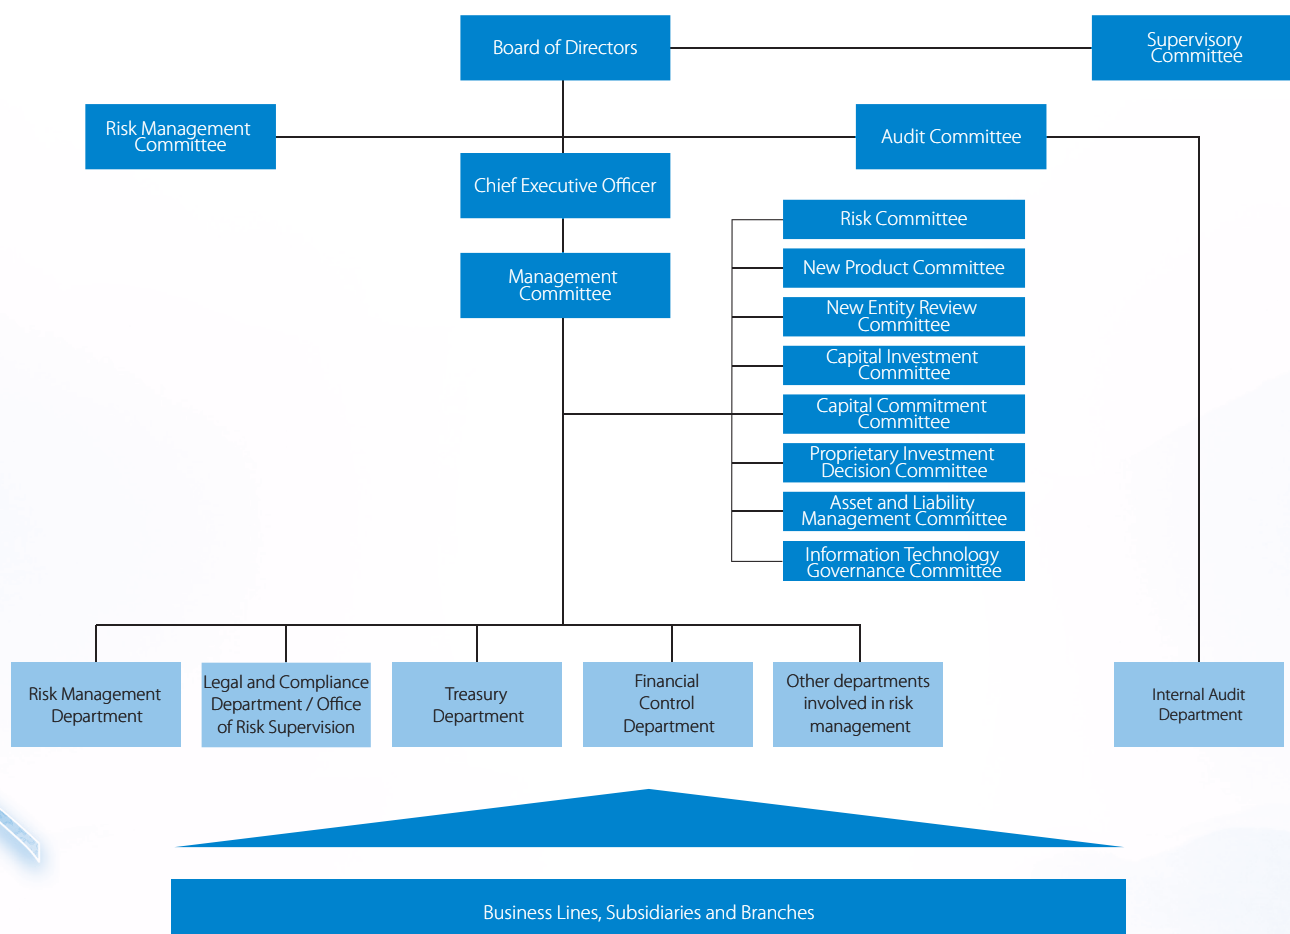 Board of Directors
Supervisory
Committee
Risk Management
Committee
Audit Committee
Chief Executive Officer
Management
Committee
Risk Committee
New Product Committee
New Entity Review
Committee
Capital Investment
Committee
Capital Commitment
Committee
Proprietary Investment
Decision Committee
Asset and Liability
Management Committee
Information Technology
Governance Committee
Risk Management
Department
Legal and Compliance
Department / Office
of Risk Supervision
Treasury
Department
Financial
Control
Department
Other departments
involved in risk
management
Internal Audit
Department
Business Lines, Subsidiaries and Branches